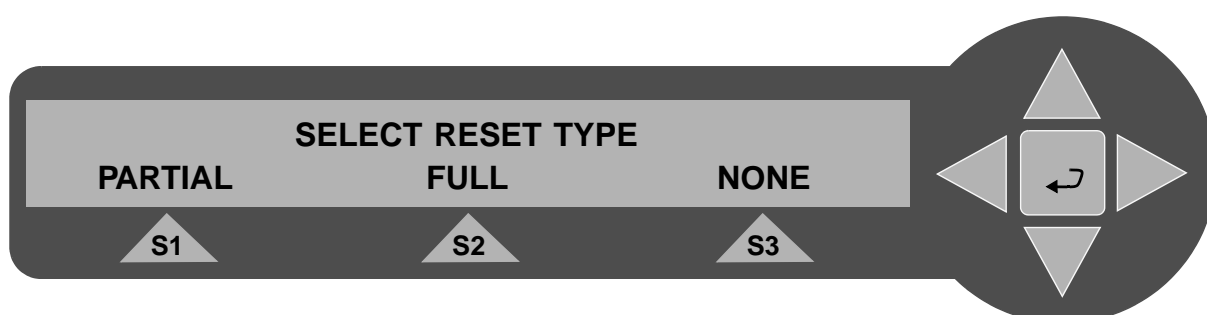 SELECT RESET TYPE
PARTIAL FULL NONE
S1 S2 S3